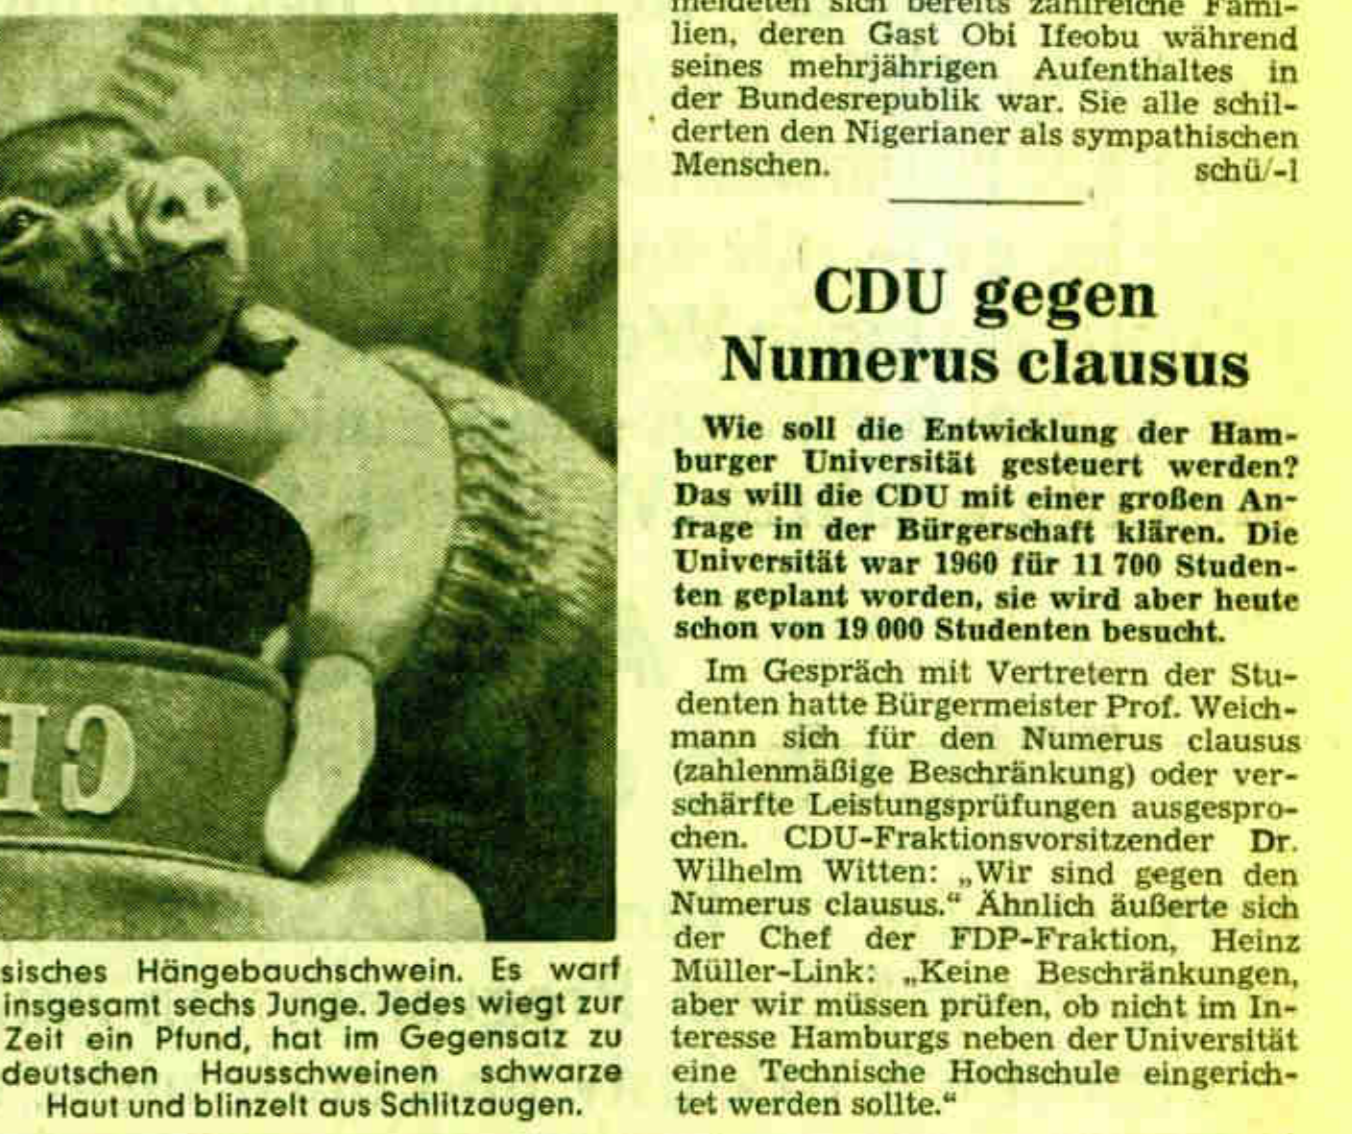 meldeten sich bereits zahlreiche Fami-
lien, deren Gast Obi Ifeobu während
seines mehrjährigen Aufenthaltes in
der Bundesrepublik war. Sie alle schil-
derten den Nigerianer als sympathischen
Menschen. schü/-l
CDU gegen
Numerus clausus
Wie soll die Entwicklung der Ham-
burger Universität gesteuert werden?
Das will die CDU mit einer großen An-
frage in der Bürgerschaft klären. Die
Universität war 1960 für 11 700 Studen-
ten geplant worden, sie wird aber heute
schon von 19 000 Studenten besucht.
Im Gespräch mit Vertretern der Stu-
denten hatte Bürgermeister Prof. Weich-
mann sich für den Numerus clausus
(zahlenmäßige Beschränkung) oder ver-
schärfte Leistungsprüfungen ausgespro-
chen. CDU-Fraktionsvorsitzender Dr.
Wilhelm Witten: „Wir sind gegen den
Numerus clausus.“ Ähnlich äußerte sich
der Chef der FDP-Fraktion, Heinz
Müller-Link: „Keine Beschränkungen,
aber wir müssen prüfen, ob nicht im In-
teresse Hamburgs neben der Universität
eine Technische Hochschule eingerich-
tet werden sollte.“
sisches Hängebauchschwein. Es warf
insgesamt sechs Junge. Jedes wiegt zur
Zeit ein Pfund, hat im Gegensatz zu
deutschen Hausschweinen schwarze
Haut und blinzelt aus Schlitzaugen.